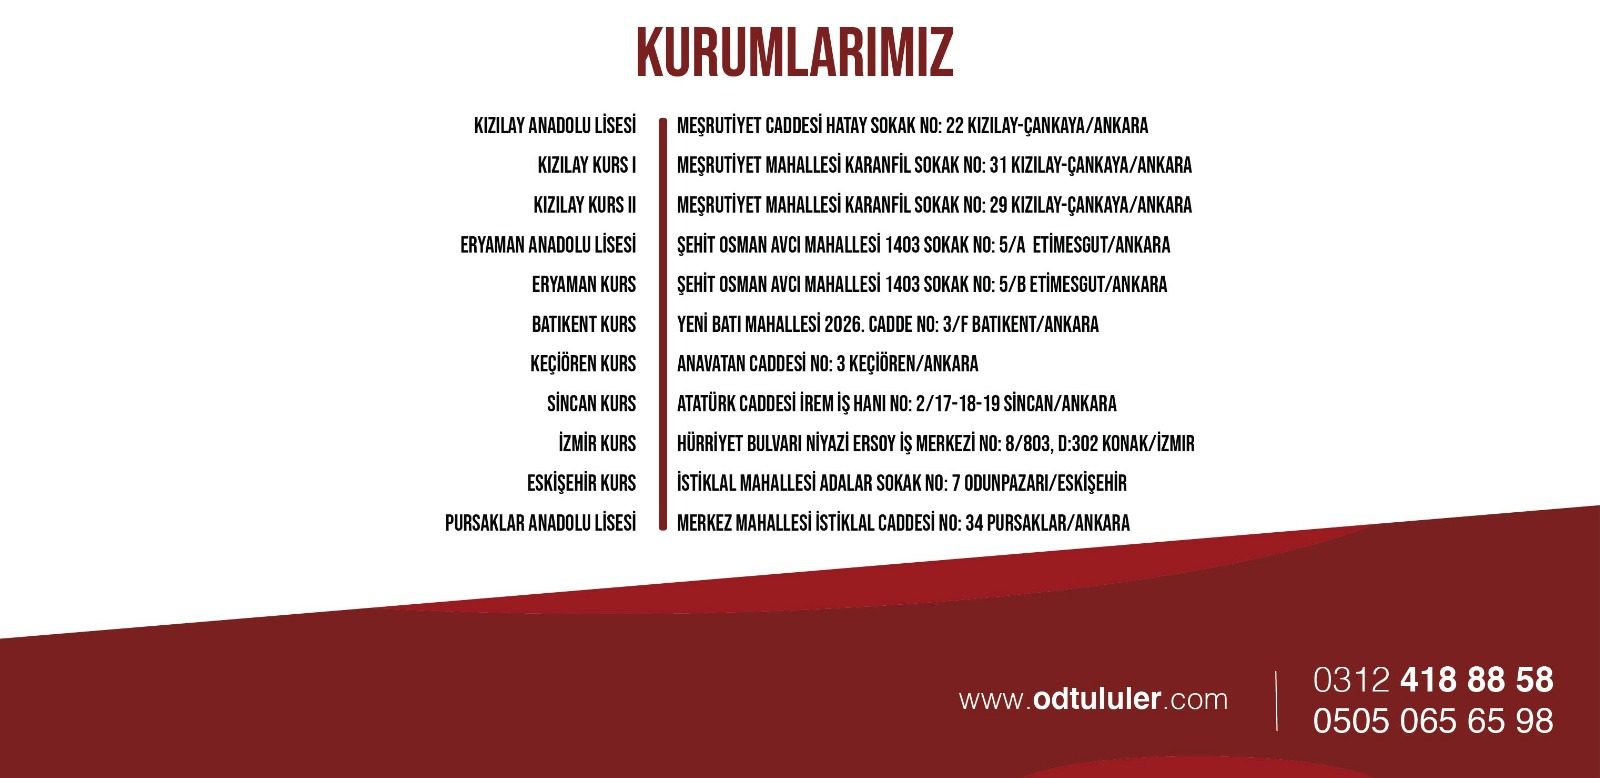 KURUMLARIMIZ
KIZILAY ANADOLU LİSESİ MEŞRUTİYET CADDESİ HATAY SOKAK NO: 22 KIZILAY-ÇANKAYA/ANKARA
KIZILAY KURS I MEŞRUTİYET MAHALLESİ KARANFİL SOKAK NO: 31 KIZILAY-ÇANKAYA/ANKARA
KIZILAY KURS II MEŞRUTİYET MAHALLESİ KARANFİL SOKAK NO: 29 KIZILAY-ÇANKAYA/ANKARA
ERYAMAN ANADOLU LİSESİ ŞEHİT OSMAN AVCI MAHALLESİ 1403 SOKAK NO: 5/A ETİMESGUT/ANKARA
ERYAMAN KURS ŞEHİT OSMAN AVCI MAHALLESİ 1403 SOKAK NO: 5/B ETİMESGUT/ANKARA
BATIKENT KURS YENİ BATI MAHALLESİ 2026. CADDE NO: 3/F BATIKENT/ANKARA
KEÇİÖREN KURS ANAVATAN CADDESİ NO: 3 KEÇİÖREN/ANKARA
SİNCAN KURS ATATÜRK CADDESİ İREM İŞ HANI NO: 2/17-18-19 SİNCAN/ANKARA
İZMİR KURS HÜRRİYET BULVARI NİYAZİ ERSOY İŞ MERKEZİ NO: 8/803, D:302 KONAK/İZMIR
ESKİŞEHİR KURS İSTİKLAL MAHALLESİ ADALAR SOKAK NO: 7 ODUNPAZARI/ESKİŞEHİR
PURSAKLAR ANADOLU LİSESİ MERKEZ MAHALLESİ İSTİKLAL CADDESİ NO: 34 PURSAKLAR/ANKARA
www.odtululer.com
0312 418 88 58
0505 065 65 98